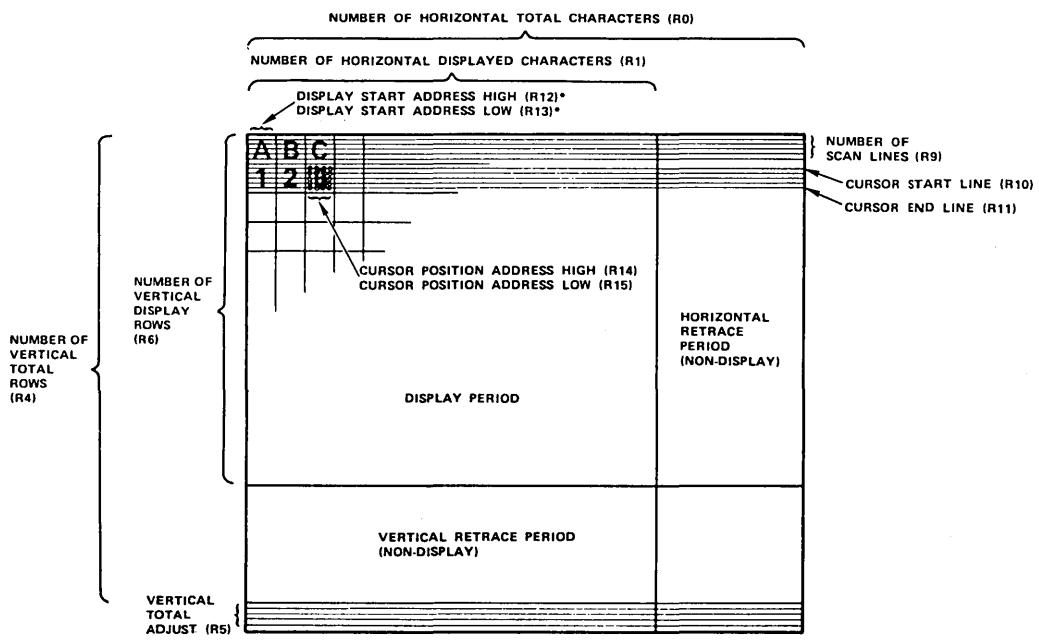 NUMBER OF HORIZONTAL TOTAL CHARACTERS (R0)
NUMBER OF HORIZONTAL DISPLAYED CHARACTERS (R1)
DISPLAY START ADDRESS HIGH (R12)*
DISPLAY START ADDRESS LOW (R13)*
A B C
1 2
NUMBER OF
SCAN LINES (R9)
CURSOR START LINE (R10)
CURSOR END LINE (R11)
CURSOR POSITION ADDRESS HIGH (R14)
CURSOR POSITION ADDRESS LOW (R15)
NUMBER OF
VERTICAL
DISPLAY
ROWS
(R6)
NUMBER OF
VERTICAL
TOTAL
ROWS
(R4)
HORIZONTAL
RETRACE
PERIOD
(NON-DISPLAY)
DISPLAY PERIOD
VERTICAL RETRACE PERIOD
(NON-DISPLAY)
VERTICAL
TOTAL
ADJUST (R5)